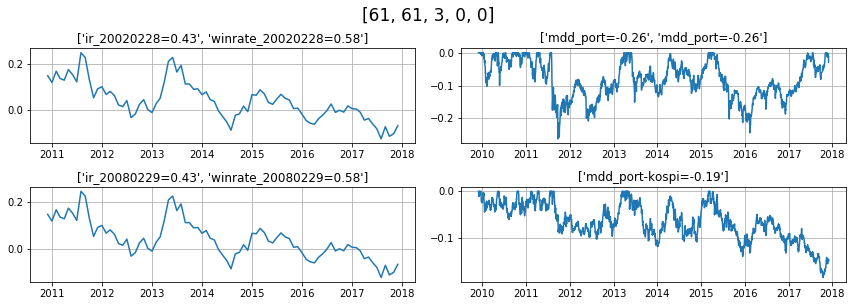 [61, 61, 3, 0, 0]
['ir_20020228=0.43', 'winrate_20020228=0.58']
0.2
0.0
2011 2012 2013 2014 2015 2016 2017 2018
['mdd_port=-0.26', 'mdd_port=-0.26']
0.0
−0.1
−0.2
2010 2011 2012 2013 2014 2015 2016 2017 2018
['ir_20080229=0.43', 'winrate_20080229=0.58']
0.2
0.0
2011 2012 2013 2014 2015 2016 2017 2018
['mdd_port-kospi=-0.19']
0.0
−0.1
2010 2011 2012 2013 2014 2015 2016 2017 2018